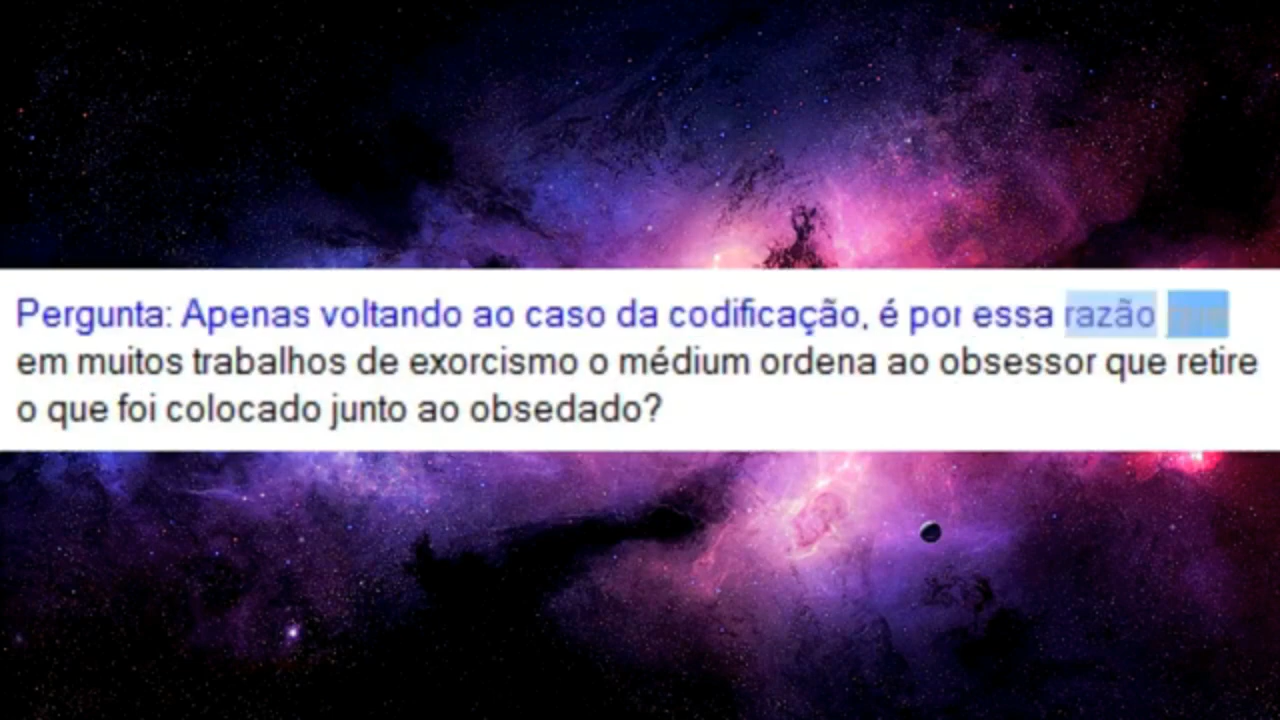 Pergunta: Apenas voltando ao caso da codificação, é por essa razão que
em muitos trabalhos de exorcismo o médium ordena ao obsessor que retire
o que foi colocado junto ao obsedado?